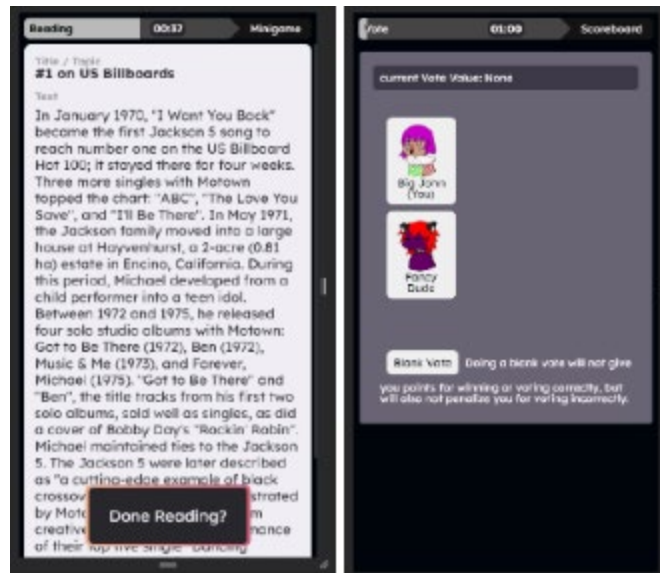 Reading 00:37 Minigame
Title / Topic
#1 on US Billboards
Text
In January 1970, "I Want You Back"
became the first Jackson 5 song to
reach number one on the US Billboard
Hot 100; it stayed there for four weeks.
Three more singles with Motown
topped the chart: "ABC", "The Love You
Save", and "I'll Be There". In May 1971,
the Jackson family moved into a large
house at Hayvenhurst, a 2-acre (0.81
ha) estate in Encino, California. During
this period, Michael developed from a
child performer into a teen idol.
Between 1972 and 1975, he released
four solo studio albums with Motown:
Got to Be There (1972), Ben (1972),
Music & Me (1973), and Forever,
Michael (1975). "Got to Be There" and
"Ben", the title tracks from his first two
solo albums, sold well as singles, as did
a cover of Bobby Day's "Rockin' Robin".
Michael maintained ties to the Jackson
5. The Jackson 5 were later described
as "a cutting-edge example of black
crossov strated
by Moto m
creative mance
of their top five single "Dancing
Done Reading?
Vote 01:00 Scoreboard
current Vote Value: None
Big John
(You)
Fancy
Dude
Blank Vote Doing a blank vote will not give
you points for winning or voting correctly, but
will also not penalize you for voting incorrectly.